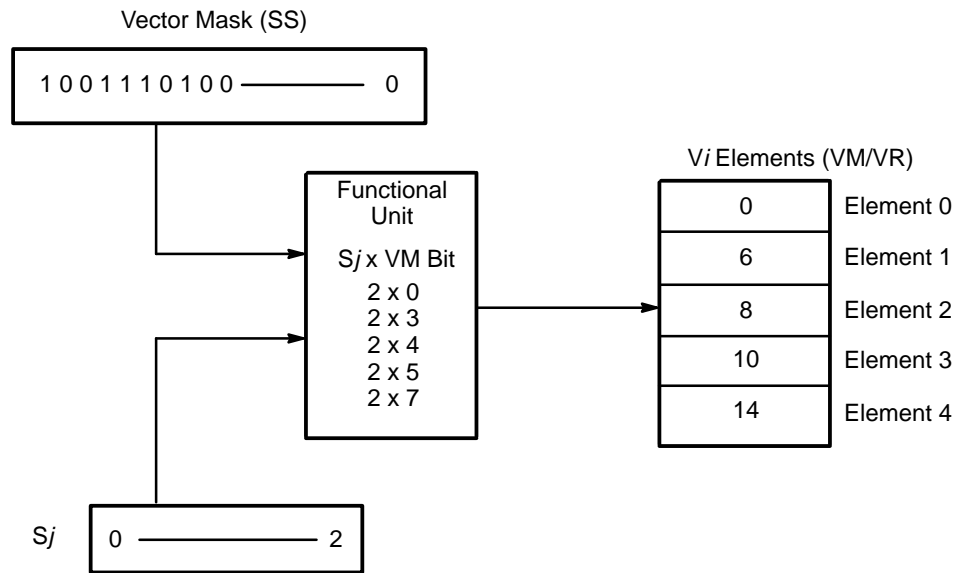 Vector Mask (SS)
1 0 0 1 1 1 0 1 0 0 0
Functional
Unit
Sj x VM Bit
2 x 0
2 x 3
2 x 4
2 x 5
2 x 7
Vi Elements (VM/VR)
0 Element 0
6 Element 1
8 Element 2
10 Element 3
14 Element 4
Sj 0 2